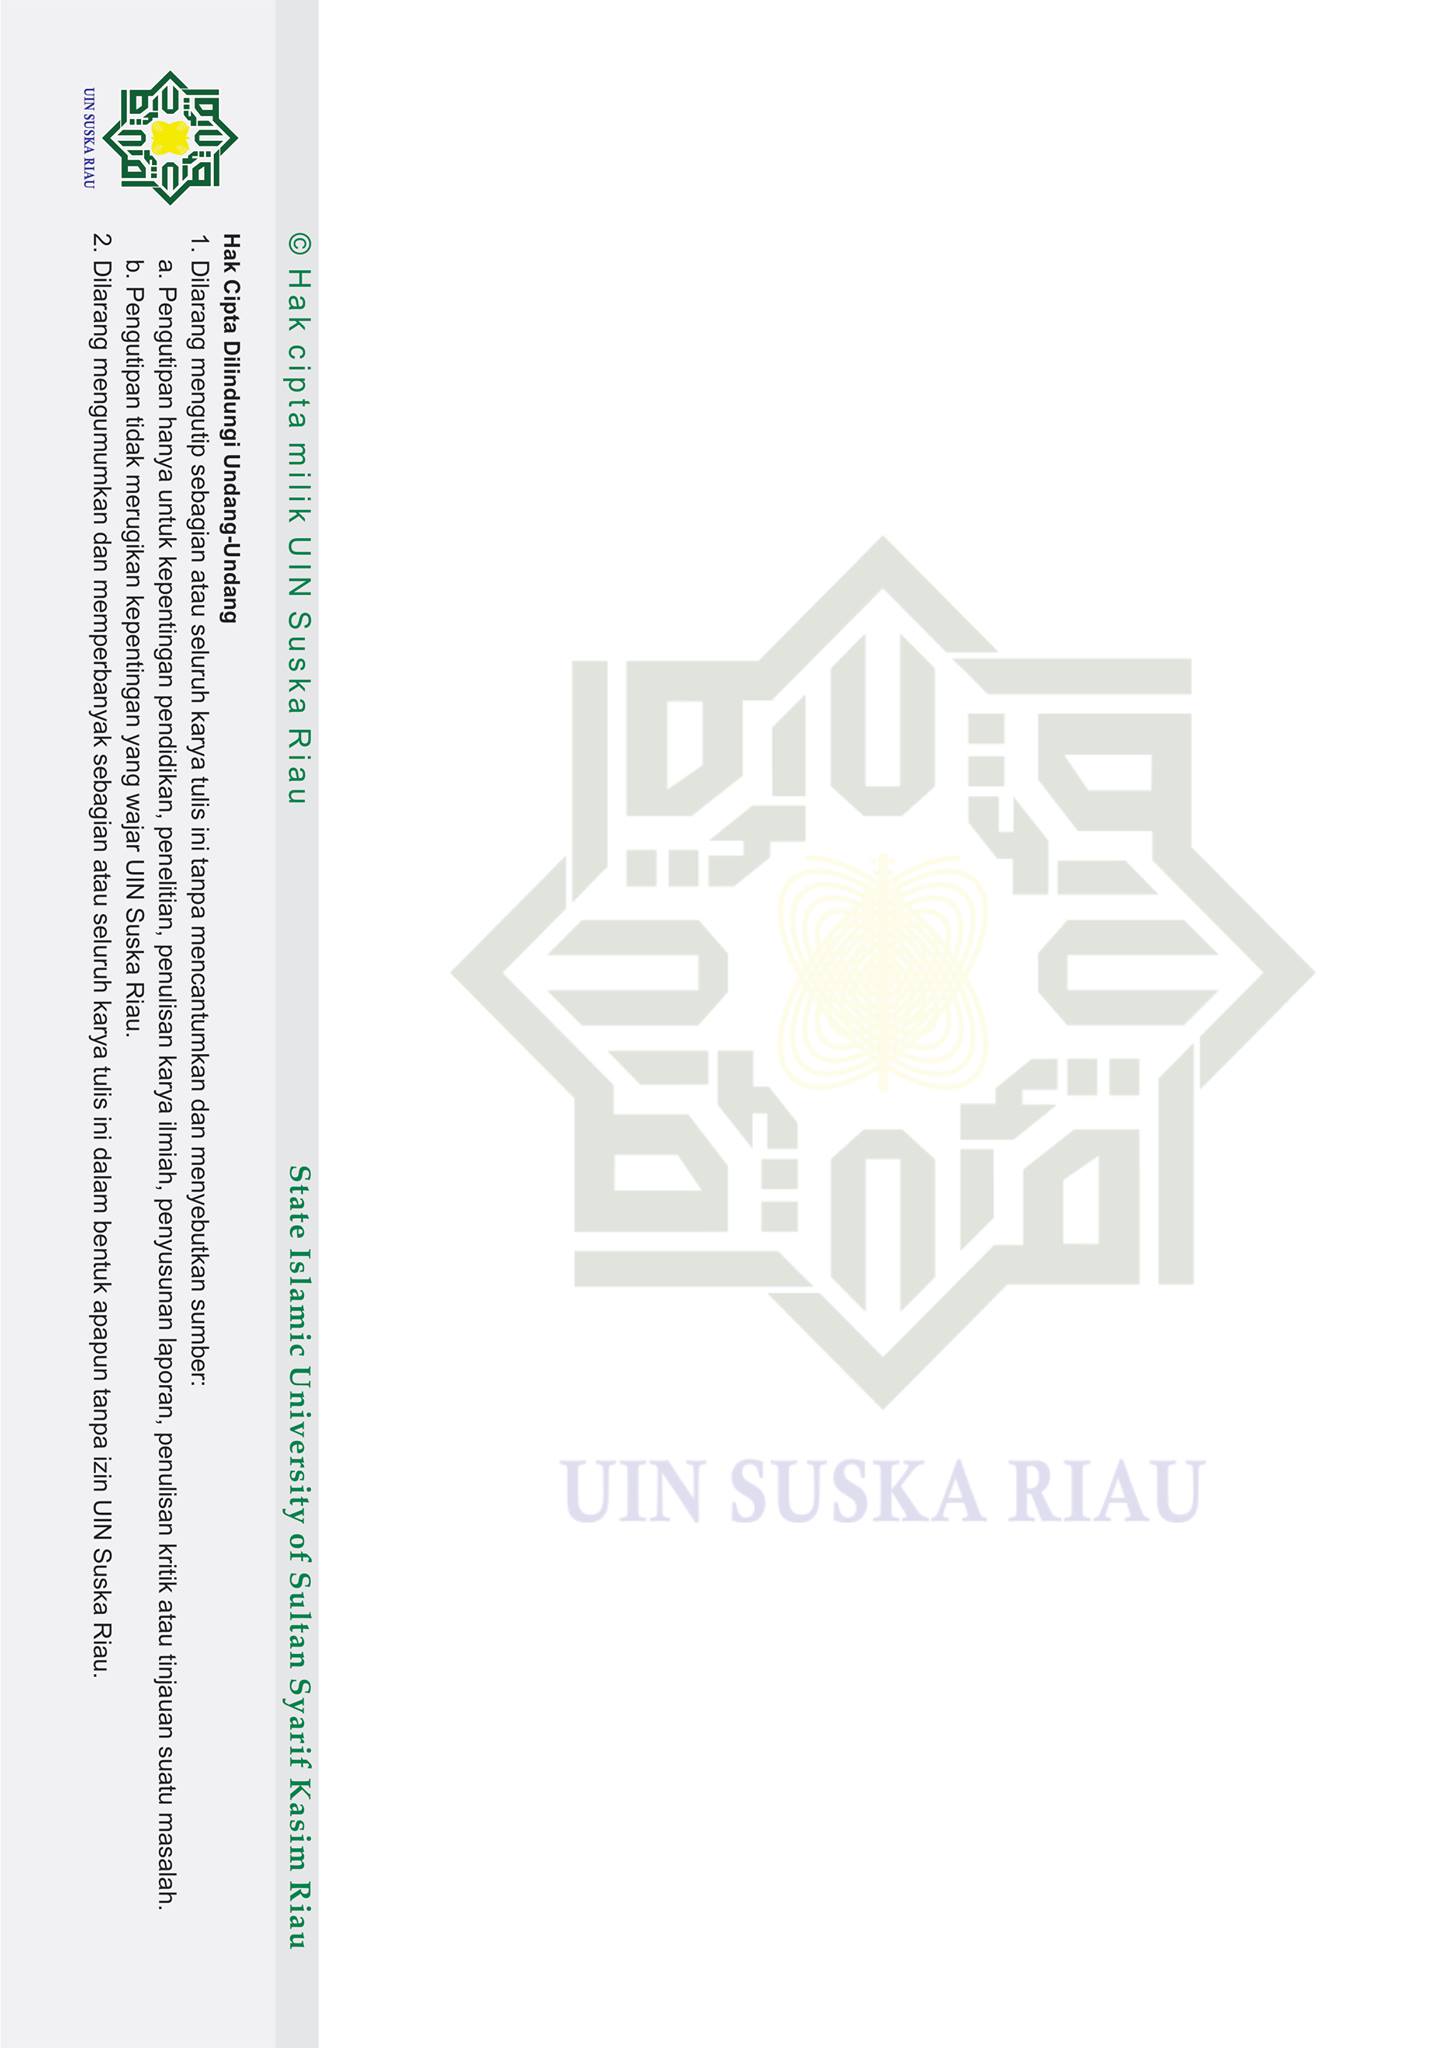 UIN SUSKA RIAU
© Hak cipta milik UIN Suska Riau
State Islamic University of Sultan Syarif Kasim Riau
Hak Cipta Dilindungi Undang-Undang
1. Dilarang mengutip sebagian atau seluruh karya tulis ini tanpa mencantumkan dan menyebutkan sumber:
a. Pengutipan hanya untuk kepentingan pendidikan, penelitian, penulisan karya ilmiah, penyusunan laporan, penulisan kritik atau tinjauan suatu masalah.
b. Pengutipan tidak merugikan kepentingan yang wajar UIN Suska Riau.
2. Dilarang mengumumkan dan memperbanyak sebagian atau seluruh karya tulis ini dalam bentuk apapun tanpa izin UIN Suska Riau.
UIN SUSKA RIAU